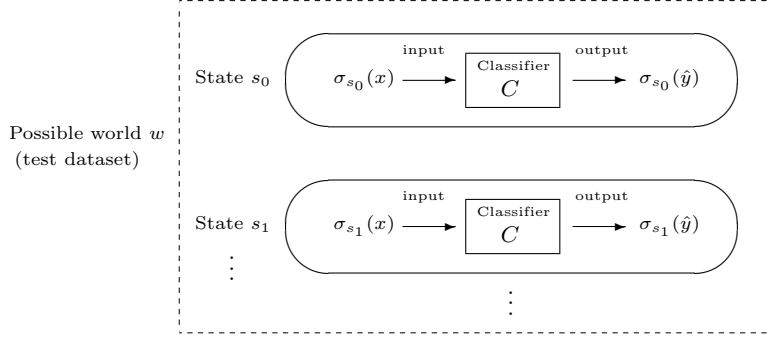 input
output
State s₀
σₛ₀(x)
Classifier
C
σₛ₀(ŷ)
Possible world w
(test dataset)
input
output
State s₁
σₛ₁(x)
Classifier
C
σₛ₁(ŷ)
⋮
⋮